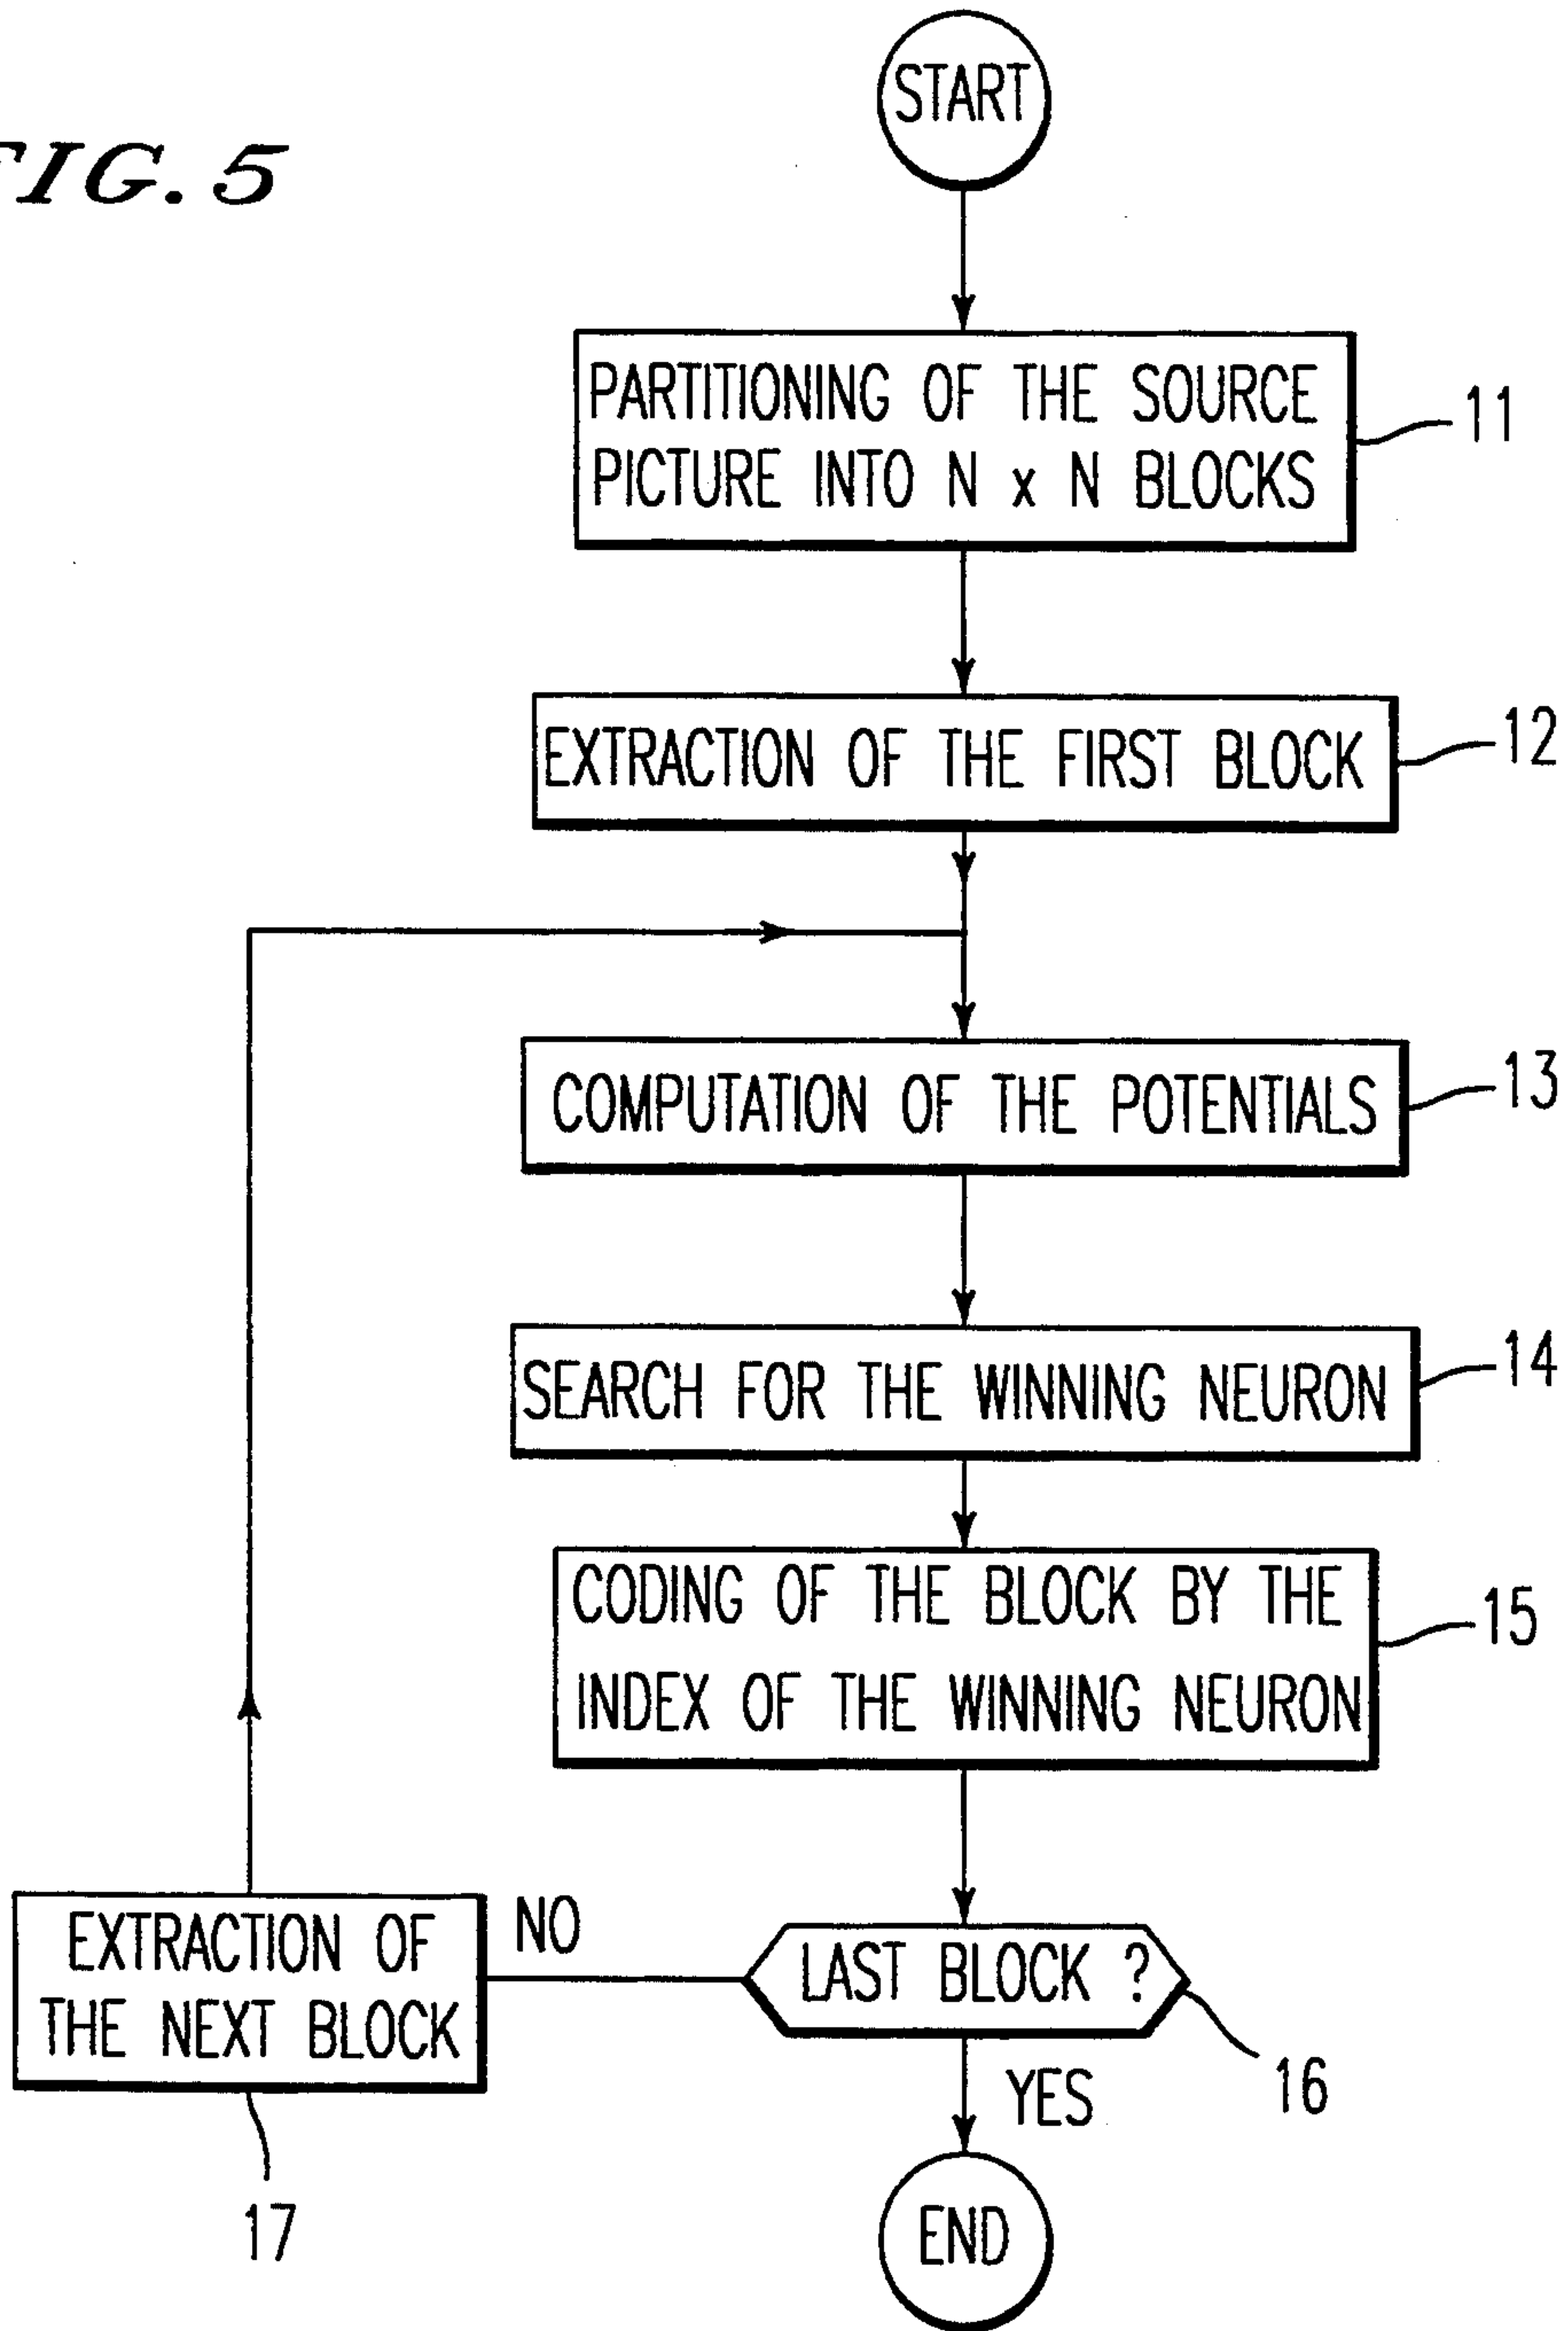 FIG. 5
START
PARTITIONING OF THE SOURCE
PICTURE INTO N x N BLOCKS
11
EXTRACTION OF THE FIRST BLOCK
12
COMPUTATION OF THE POTENTIALS
13
SEARCH FOR THE WINNING NEURON
14
CODING OF THE BLOCK BY THE
INDEX OF THE WINNING NEURON
15
EXTRACTION OF
THE NEXT BLOCK
17
NO
LAST BLOCK ?
16
YES
END